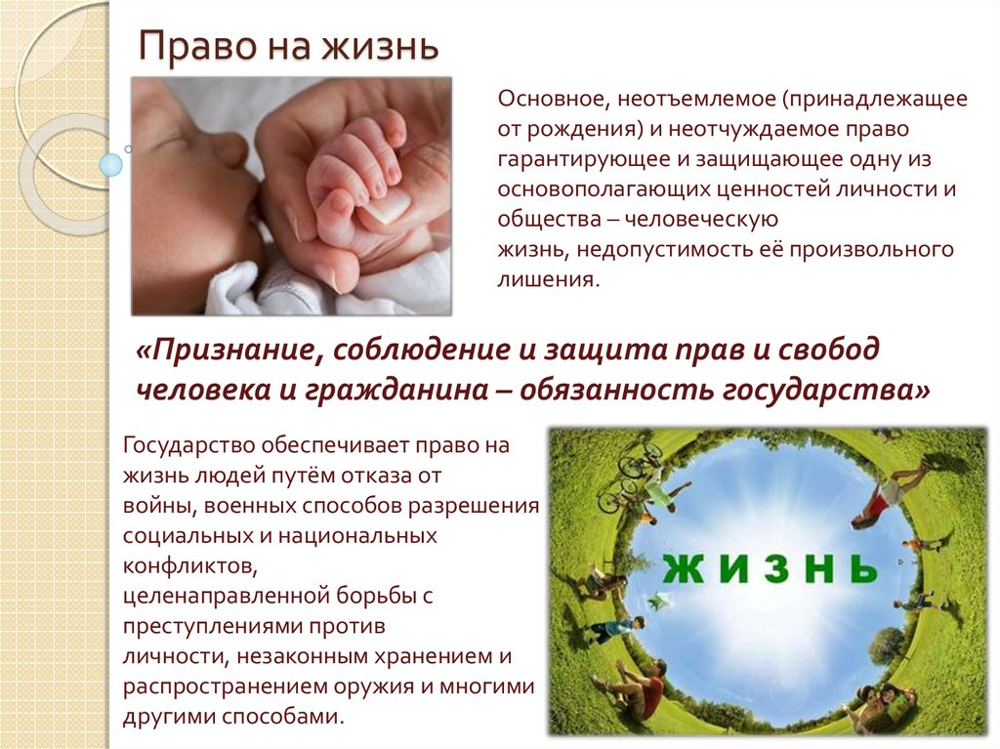 Право на жизнь
Основное, неотъемлемое (принадлежащее
от рождения) и неотчуждаемое право
гарантирующее и защищающее одну из
основополагающих ценностей личности и
общества – человеческую
жизнь, недопустимость её произвольного
лишения.
«Признание, соблюдение и защита прав и свобод
человека и гражданина – обязанность государства»
Государство обеспечивает право на
жизнь людей путём отказа от
войны, военных способов разрешения
социальных и национальных
конфликтов,
целенаправленной борьбы с
преступлениями против
личности, незаконным хранением и
распространением оружия и многими
другими способами.
ЖИЗНЬ